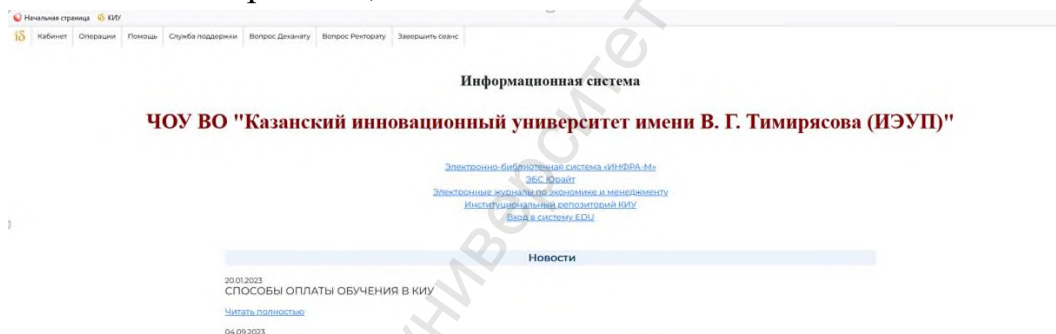 Начальная страница КИУ
Кабинет Операции Помощь Служба поддержки Вопрос Деканату Вопрос Ректорату Завершить сеанс
Информационная система
ЧОУ ВО "Казанский инновационный университет имени В. Г. Тимирясова (ИЭУП)"
Электронно-библиотечная система «ИНФРА-М»
ЭБС Юрайт
Электронные журналы по экономике и менеджменту
Институциональный репозиторий КИУ
Вход в систему EDU
Новости
20.01.2023
СПОСОБЫ ОПЛАТЫ ОБУЧЕНИЯ В КИУ
Читать полностью
04.09.2023